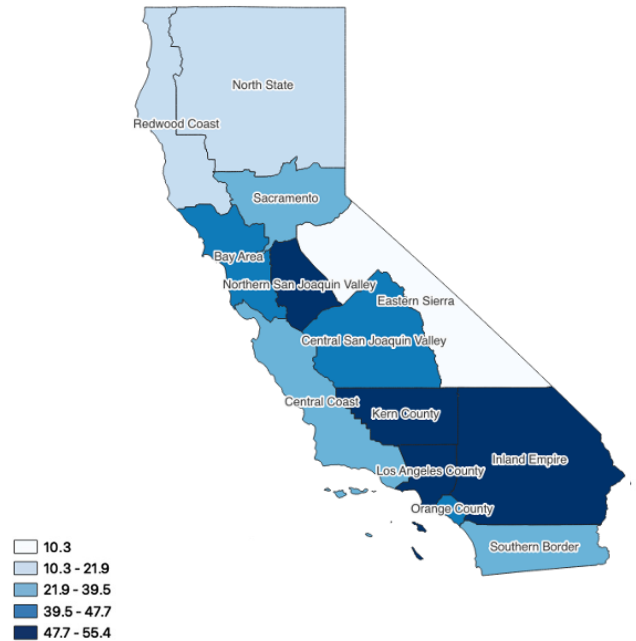 North State
Redwood Coast
Sacramento
Bay Area
Northern San Joaquin Valley
Eastern Sierra
Central San Joaquin Valley
Central Coast
Kern County
Inland Empire
Los Angeles County
Orange County
Southern Border
10.3
10.3 - 21.9
21.9 - 39.5
39.5 - 47.7
47.7 - 55.4